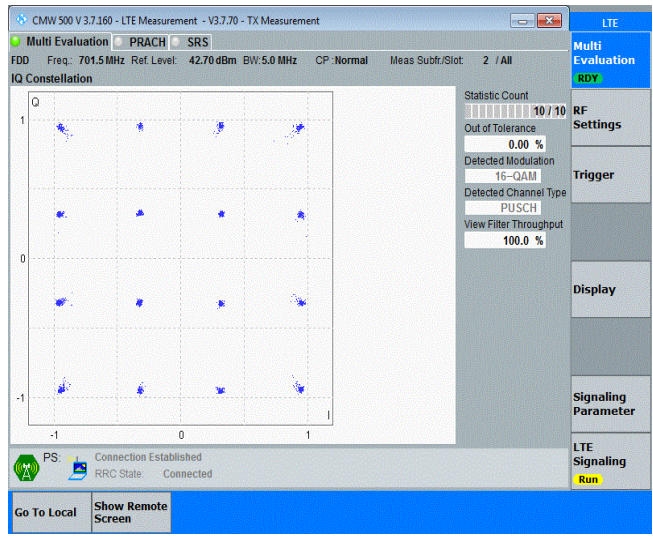 CMW 500 V 3.7.160 - LTE Measurement - V3.7.70 - TX Measurement
LTE
Multi Evaluation PRACH SRS
Multi
Evaluation
RDY
FDD Freq.: 701.5 MHz Ref. Level: 42.70 dBm BW: 5.0 MHz CP : Normal Meas Subfr./Slot: 2 / All
IQ Constellation
Q
1
0
-1
-1 0 1
I
Statistic Count
10 / 10
Out of Tolerance
0.00 %
Detected Modulation
16-QAM
Detected Channel Type
PUSCH
View Filter Throughput
100.0 %
RF
Settings
Trigger
Display
Signaling
Parameter
LTE
Signaling
Run
PS: Connection Established
RRC State: Connected
Go To Local
Show Remote
Screen